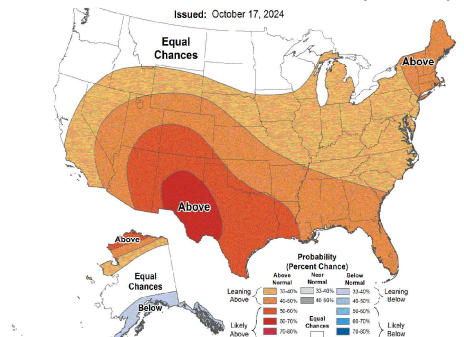 Issued: October 17, 2024
Equal
Chances
Above
Above
Above
Equal
Chances
Below
Probability
(Percent Chance)
Above
Normal
Near
Normal
Below
Normal
Leaning
Above
33-40%
33-40%
33-40%
Leaning
Below
40-50%
40-50%
40-50%
50-60%
50-60%
Likely
Above
60-70%
Equal
Chances
60-70%
Likely
Below
70-80%
70-80%